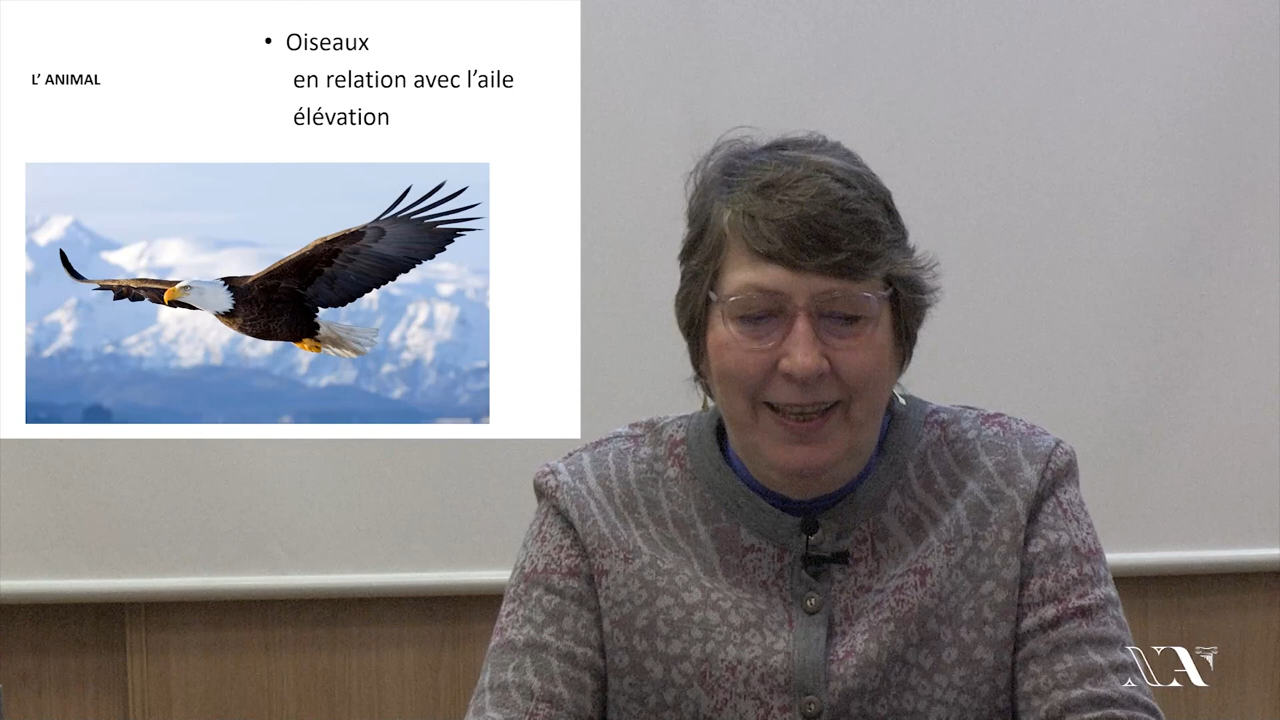 • Oiseaux
en relation avec l’aile
élévation
L’ ANIMAL